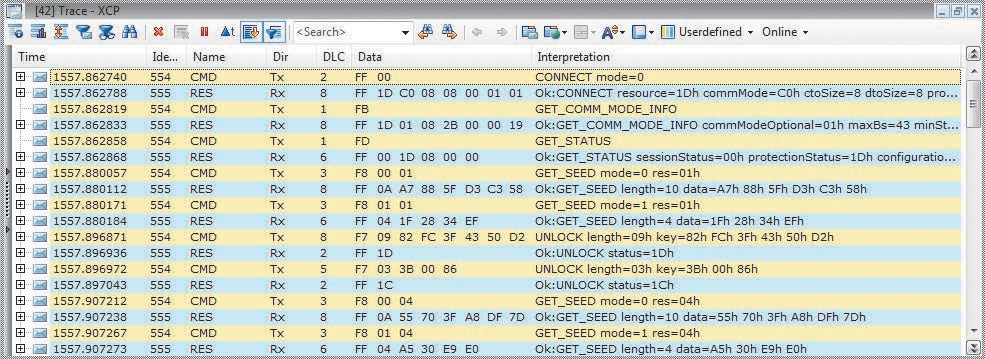 [42] Trace - XCP
<Search> Userdefined Online
Time Ide... Name Dir DLC Data Interpretation
1557.862740 554 CMD Tx 2 FF 00 CONNECT mode=0
1557.862788 555 RES Rx 8 FF 1D C0 08 08 00 01 01 Ok:CONNECT resource=1Dh commMode=C0h ctoSize=8 dtoSize=8 pro...
1557.862819 554 CMD Tx 1 FB GET_COMM_MODE_INFO
1557.862833 555 RES Rx 8 FF 1D 01 08 2B 00 00 19 Ok:GET_COMM_MODE_INFO commModeOptional=01h maxBs=43 minSt...
1557.862858 554 CMD Tx 1 FD GET_STATUS
1557.862868 555 RES Rx 6 FF 00 1D 08 00 00 Ok:GET_STATUS sessionStatus=00h protectionStatus=1Dh configuratio...
1557.880057 554 CMD Tx 3 F8 00 01 GET_SEED mode=0 res=01h
1557.880112 555 RES Rx 8 FF 0A A7 88 5F D3 C3 58 Ok:GET_SEED length=10 data=A7h 88h 5Fh D3h C3h 58h
1557.880171 554 CMD Tx 3 F8 01 01 GET_SEED mode=1 res=01h
1557.880184 555 RES Rx 6 FF 04 1F 28 34 EF Ok:GET_SEED length=4 data=1Fh 28h 34h EFh
1557.896871 554 CMD Tx 8 F7 09 82 FC 3F 43 50 D2 UNLOCK length=09h key=82h FCh 3Fh 43h 50h D2h
1557.896936 555 RES Rx 2 FF 1D Ok:UNLOCK status=1Dh
1557.896972 554 CMD Tx 5 F7 03 3B 00 86 UNLOCK length=03h key=3Bh 00h 86h
1557.897043 555 RES Rx 2 FF 1C Ok:UNLOCK status=1Ch
1557.907212 554 CMD Tx 3 F8 00 04 GET_SEED mode=0 res=04h
1557.907238 555 RES Rx 8 FF 0A 55 70 3F A8 DF 7D Ok:GET_SEED length=10 data=55h 70h 3Fh A8h DFh 7Dh
1557.907267 554 CMD Tx 3 F8 01 04 GET_SEED mode=1 res=04h
1557.907273 555 RES Rx 6 FF 04 A5 30 E9 E0 Ok:GET_SEED length=4 data=A5h 30h E9h E0h